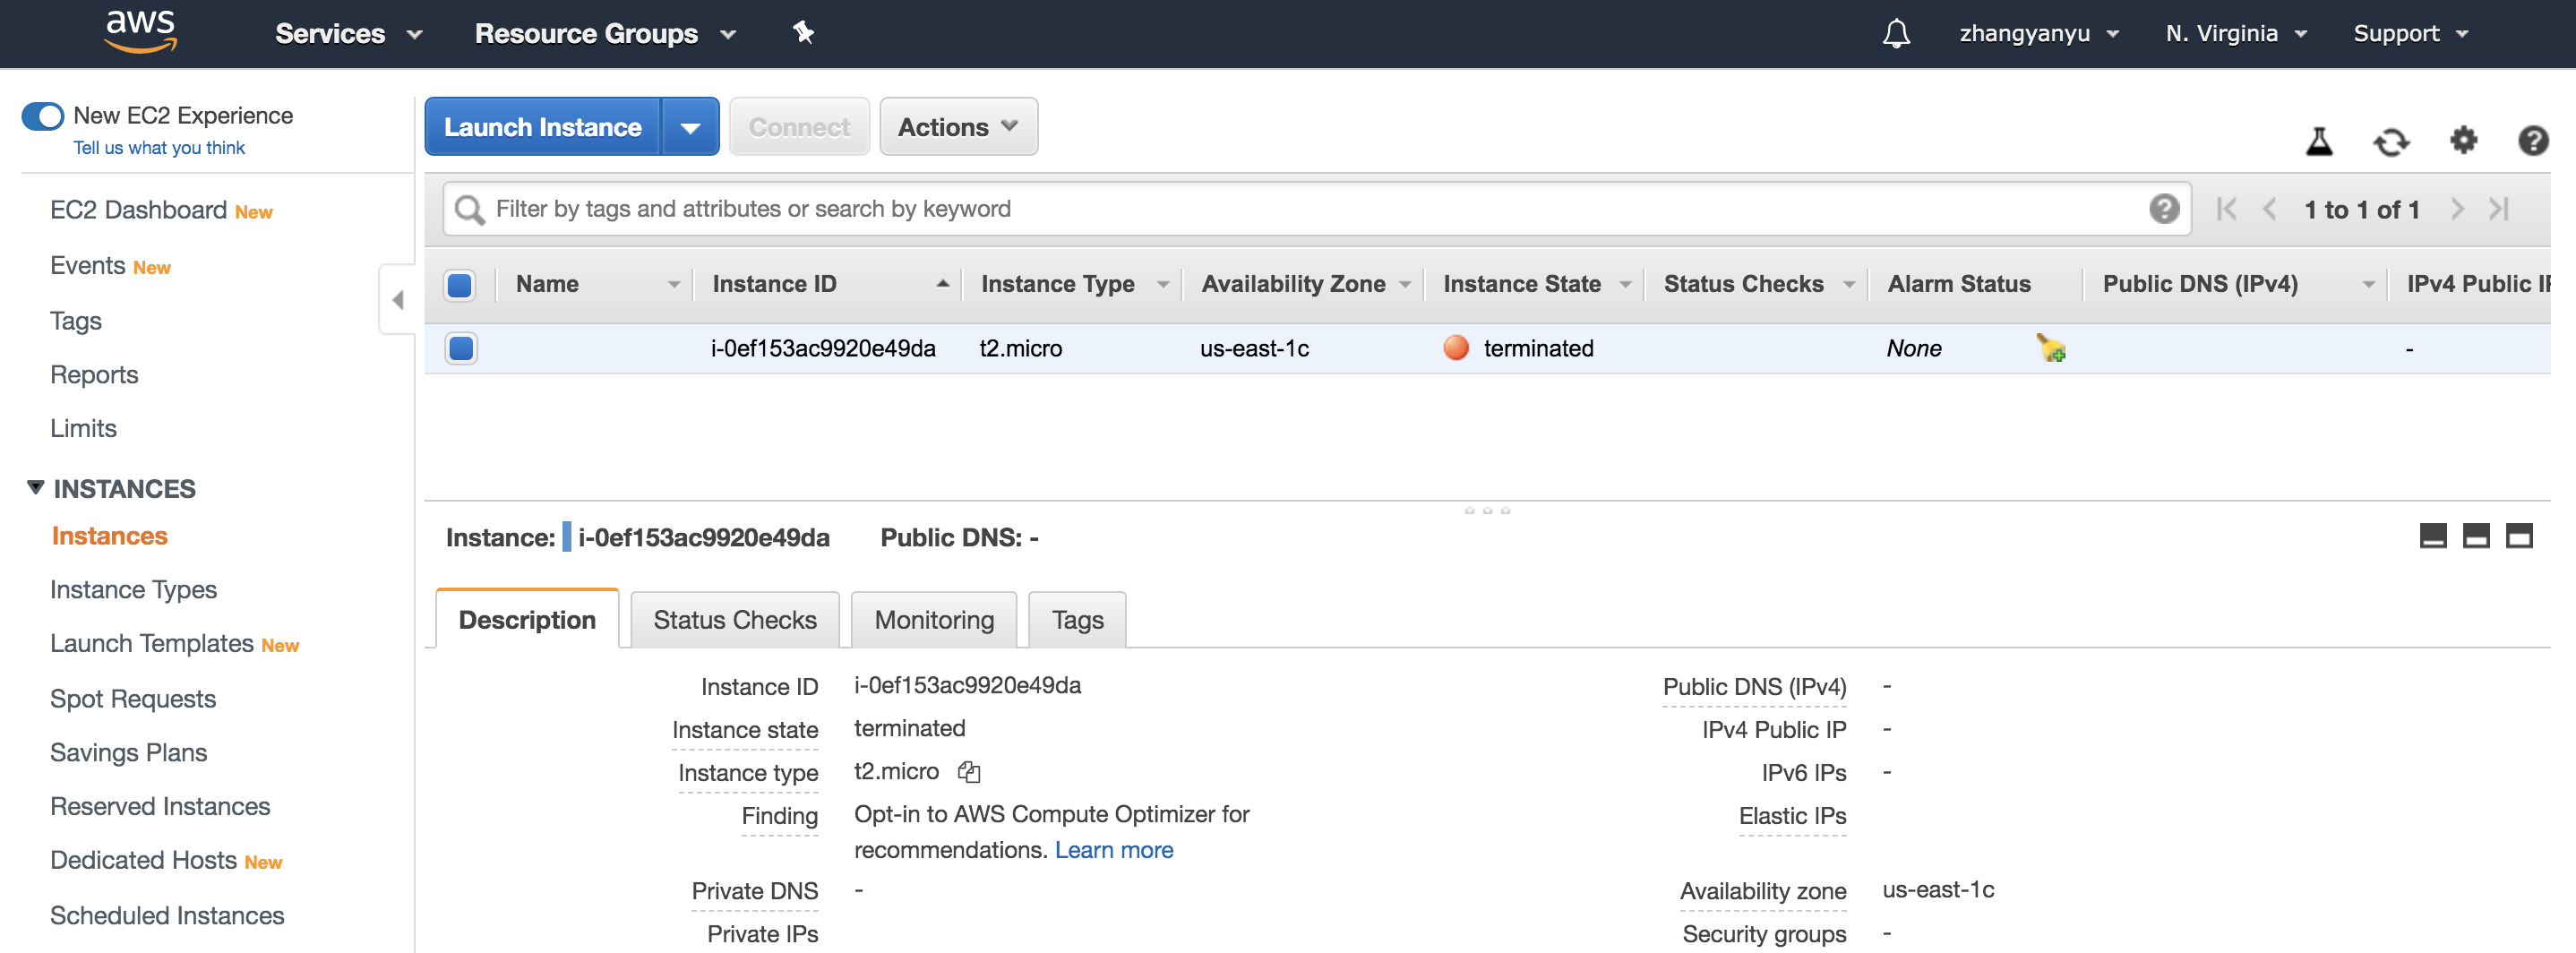 aws Services Resource Groups zhangyanyu N. Virginia Support
New EC2 Experience
Tell us what you think
EC2 Dashboard New
Events New
Tags
Reports
Limits
INSTANCES
Instances
Instance Types
Launch Templates New
Spot Requests
Savings Plans
Reserved Instances
Dedicated Hosts New
Scheduled Instances
Launch Instance Connect Actions
Filter by tags and attributes or search by keyword 1 to 1 of 1
Name Instance ID Instance Type Availability Zone Instance State Status Checks Alarm Status Public DNS (IPv4) IPv4 Public
i-0ef153ac9920e49da t2.micro us-east-1c terminated None -
Instance: i-0ef153ac9920e49da Public DNS: -
Description Status Checks Monitoring Tags
Instance ID i-0ef153ac9920e49da Public DNS (IPv4) -
Instance state terminated IPv4 Public IP -
Instance type t2.micro IPv6 IPs -
Finding Opt-in to AWS Compute Optimizer for Elastic IPs
recommendations. Learn more
Private DNS - Availability zone us-east-1c
Private IPs Security groups -